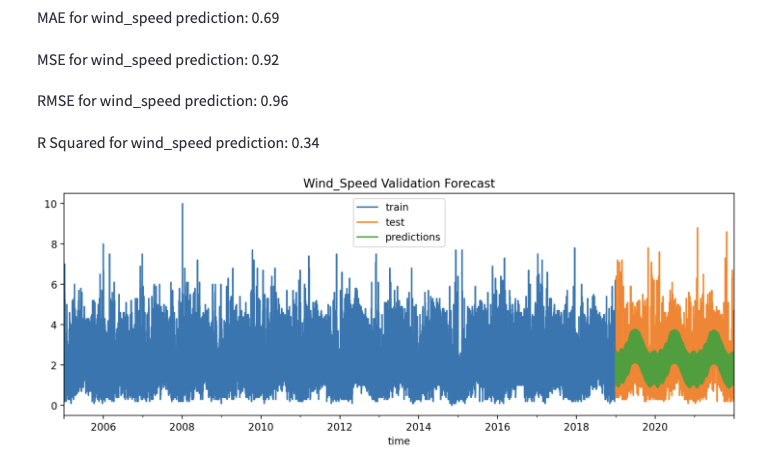 MAE for wind_speed prediction: 0.69
MSE for wind_speed prediction: 0.92
RMSE for wind_speed prediction: 0.96
R Squared for wind_speed prediction: 0.34
Wind_Speed Validation Forecast
10
8
6
4
2
0
train
test
predictions
2006 2008 2010 2012 2014 2016 2018 2020
time